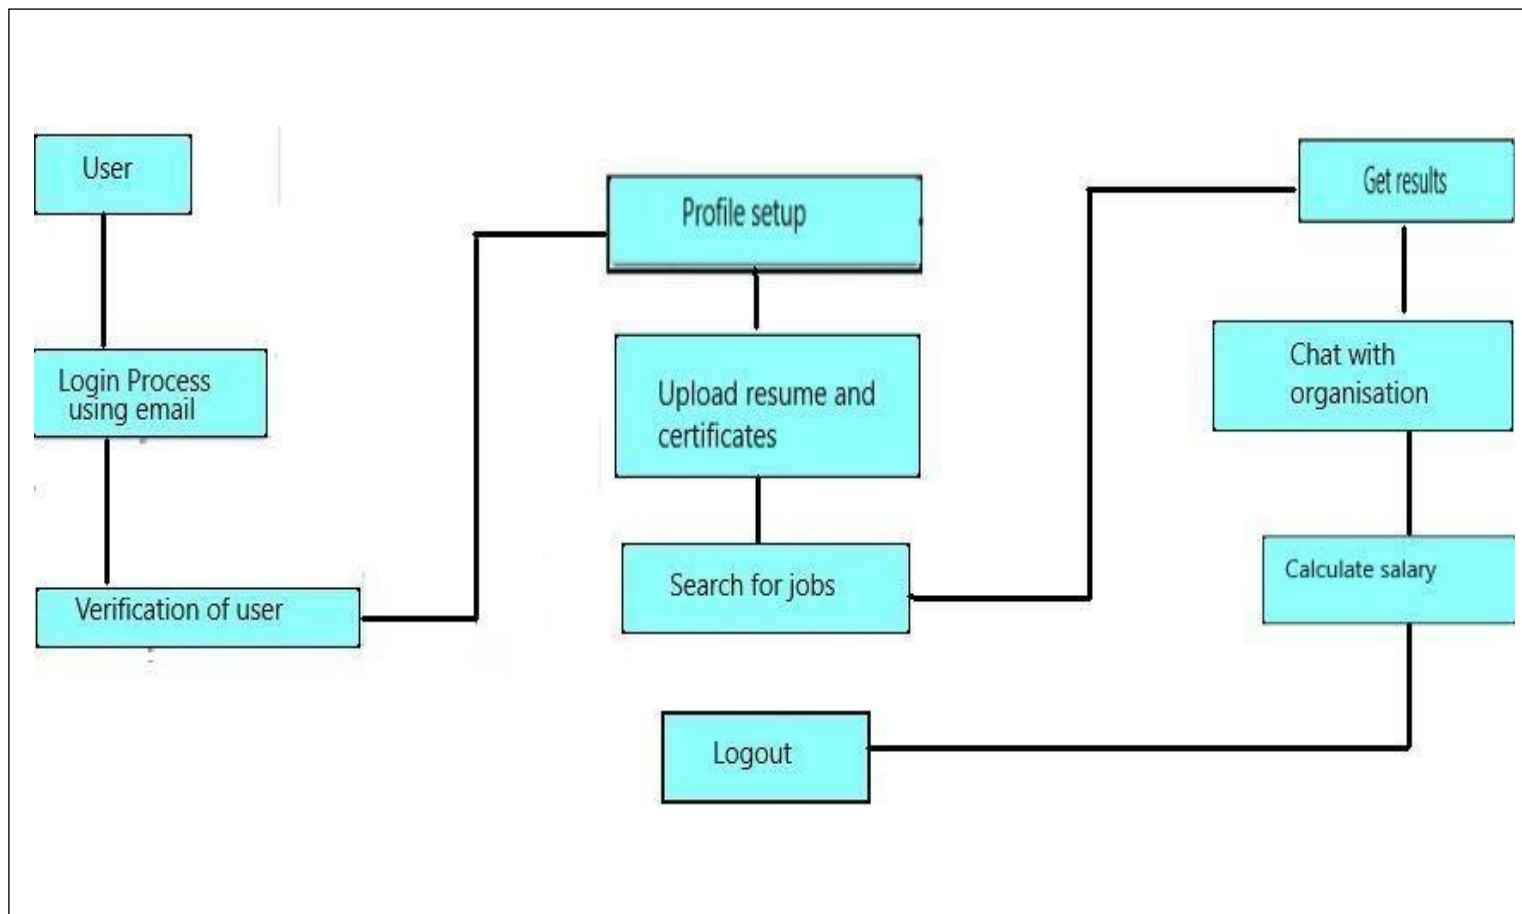 User
Login Process
using email
Verification of user
Profile setup
Upload resume and
certificates
Search for jobs
Get results
Chat with
organisation
Calculate salary
Logout